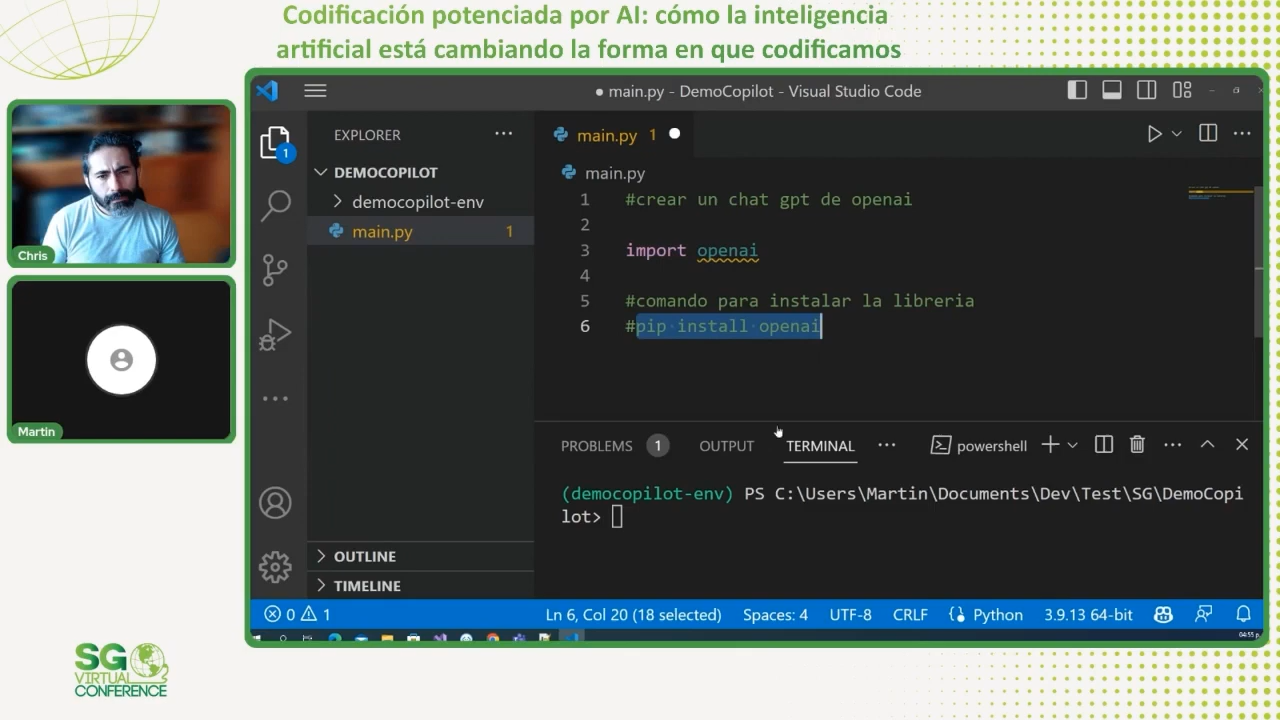 Codificación potenciada por AI: cómo la inteligencia
artificial está cambiando la forma en que codificamos
● main.py - DemoCopilot - Visual Studio Code
1
EXPLORER
DEMOCOPILOT
democopilot-env
main.py 1
OUTLINE
TIMELINE
main.py 1
main.py
1 #crear un chat gpt de openai
2
3 import openai
4
5 #comando para instalar la libreria
6 #pip install openai
PROBLEMS 1 OUTPUT TERMINAL powershell
(democopilot-env) PS C:\Users\Martin\Documents\Dev\Test\SG\DemoCopi
lot>
0 1 Ln 6, Col 20 (18 selected) Spaces: 4 UTF-8 CRLF Python 3.9.13 64-bit
Chris
Martin
SG
VIRTUAL
CONFERENCE